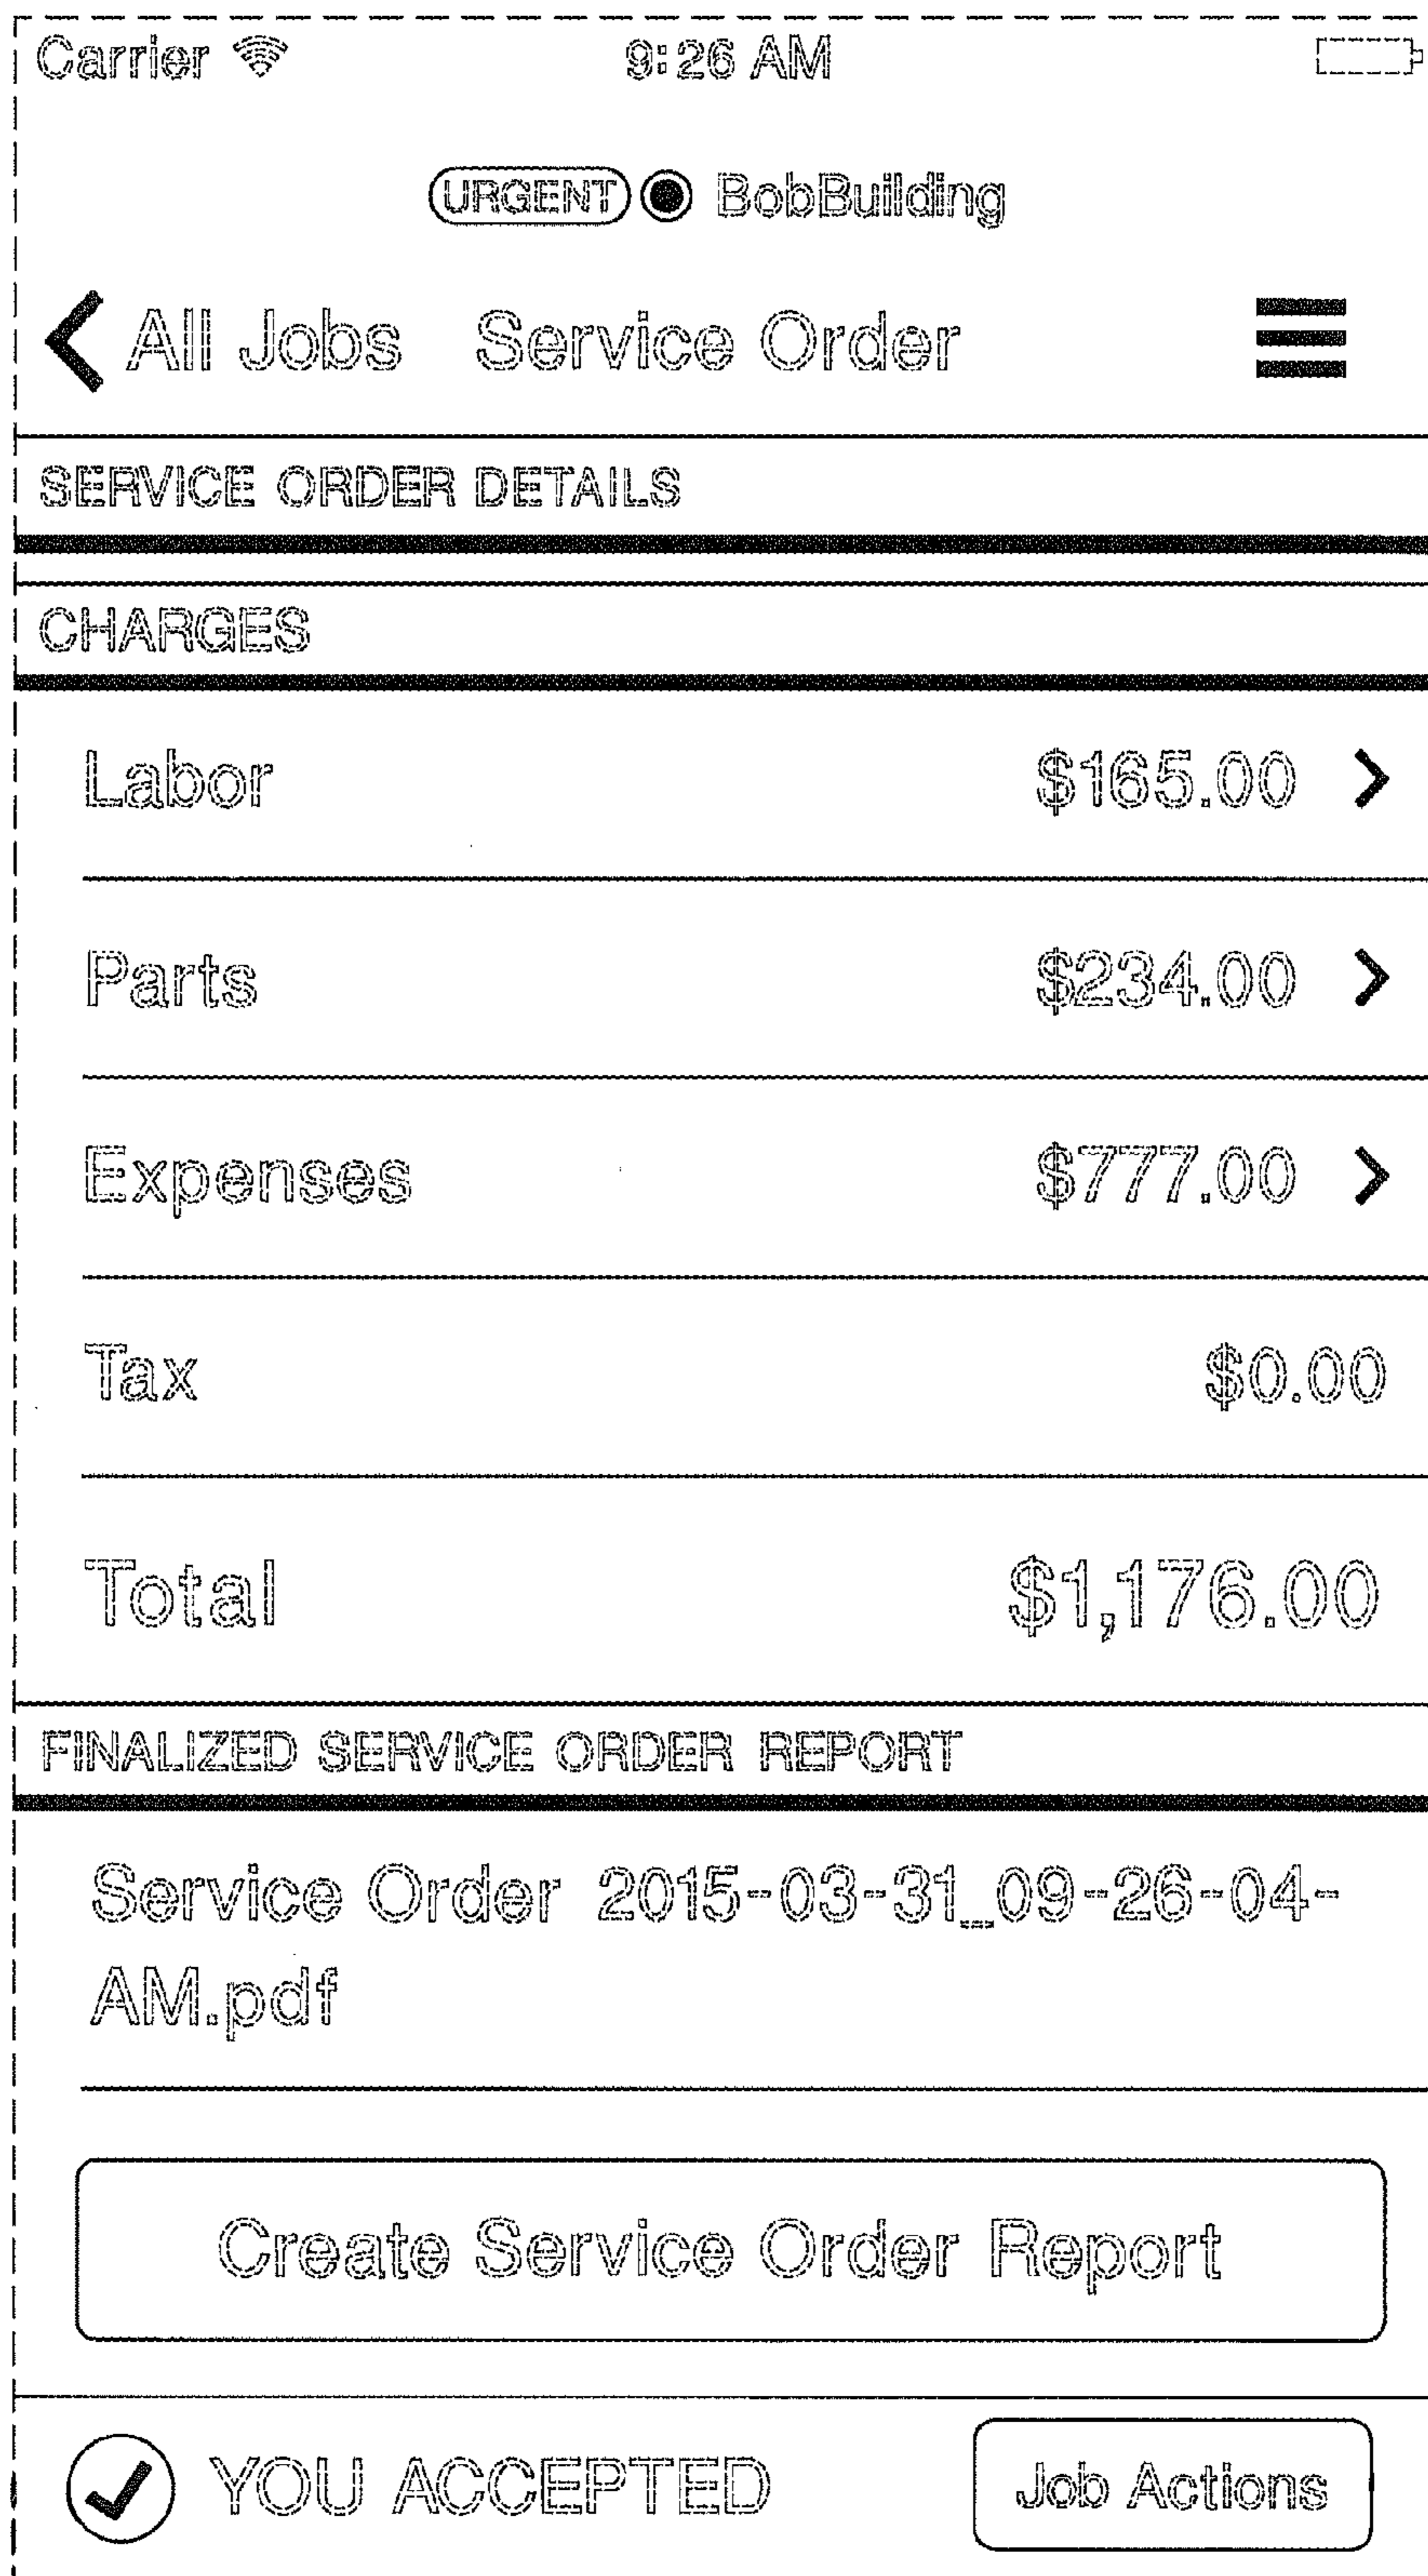 Carrier 9:26 AM
URGENT BobBuilding
All Jobs Service Order
SERVICE ORDER DETAILS
CHARGES
Labor $165.00
Parts $234.00
Expenses $777.00
Tax $0.00
Total $1,176.00
FINALIZED SERVICE ORDER REPORT
Service Order 2015-03-31_09-26-04-
AM.pdf
Create Service Order Report
YOU ACCEPTED Job Actions